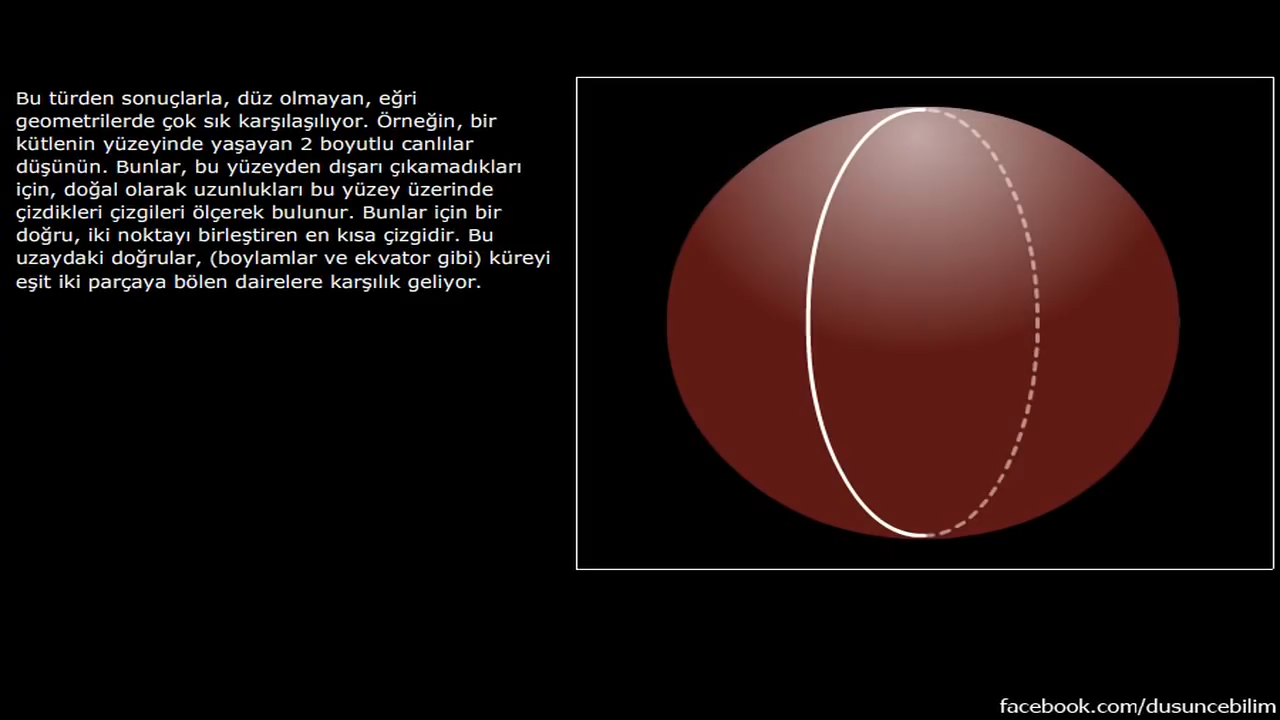 Bu türden sonuçlarla, düz olmayan, eğri
geometrilerde çok sık karşılaşılıyor. Örneğin, bir
kütlenin yüzeyinde yaşayan 2 boyutlu canlılar
düşünün. Bunlar, bu yüzeyden dışarı çıkamadıkları
için, doğal olarak uzunlukları bu yüzey üzerinde
çizdikleri çizgileri ölçerek bulunur. Bunlar için bir
doğru, iki noktayı birleştiren en kısa çizgidir. Bu
uzaydaki doğrular, (boylamlar ve ekvator gibi) küreyi
eşit iki parçaya bölen dairelere karşılık geliyor.
facebook.com/dusuncebilim